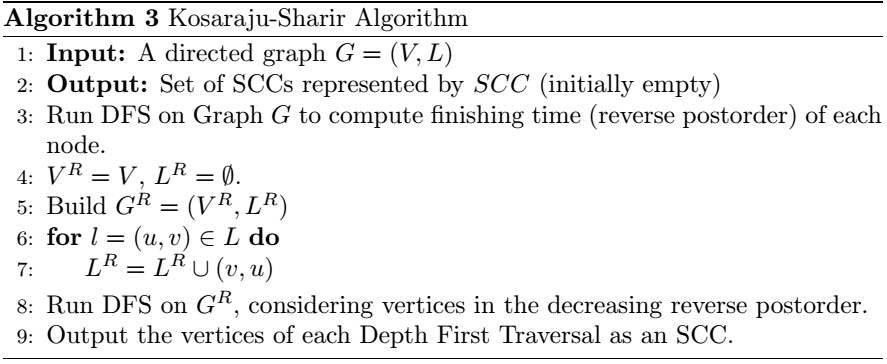 Algorithm 3 Kosaraju-Sharir Algorithm
1: Input: A directed graph G = (V, L)
2: Output: Set of SCCs represented by SCC (initially empty)
3: Run DFS on Graph G to compute finishing time (reverse postorder) of each
node.
4: V^R = V, L^R = ∅.
5: Build G^R = (V^R, L^R)
6: for l = (u, v) ∈ L do
7: L^R = L^R ∪ (v, u)
8: Run DFS on G^R, considering vertices in the decreasing reverse postorder.
9: Output the vertices of each Depth First Traversal as an SCC.